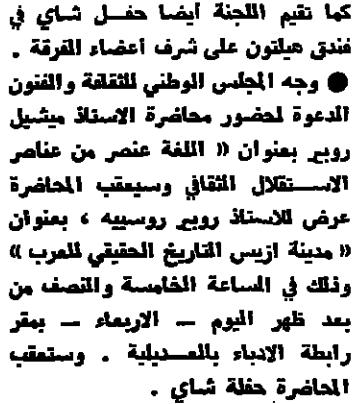 كما تقيم اللجنة أيضا حفل شاي في
فندق هيلتون على شرف أعضاء الفرقة .
● وجه المجلس الوطني للثقافة والفنون
الدعوة لحضور محاضرة الاستاذ ميشيل
روبير بعنوان « اللغة عنصر من عناصر
الاستقلال الثقافي وسيعقب المحاضرة
عرض للاستاذ روبير روسييه ، بعنوان
« مدينة ازيس التاريخ الحقيقي للعرب »
وذلك في الساعة الخامسة والنصف من
بعد ظهر اليوم — الاربعاء — بمقر
رابطة الادباء بالعديلية . وستعقب
المحاضرة حفلة شاي .